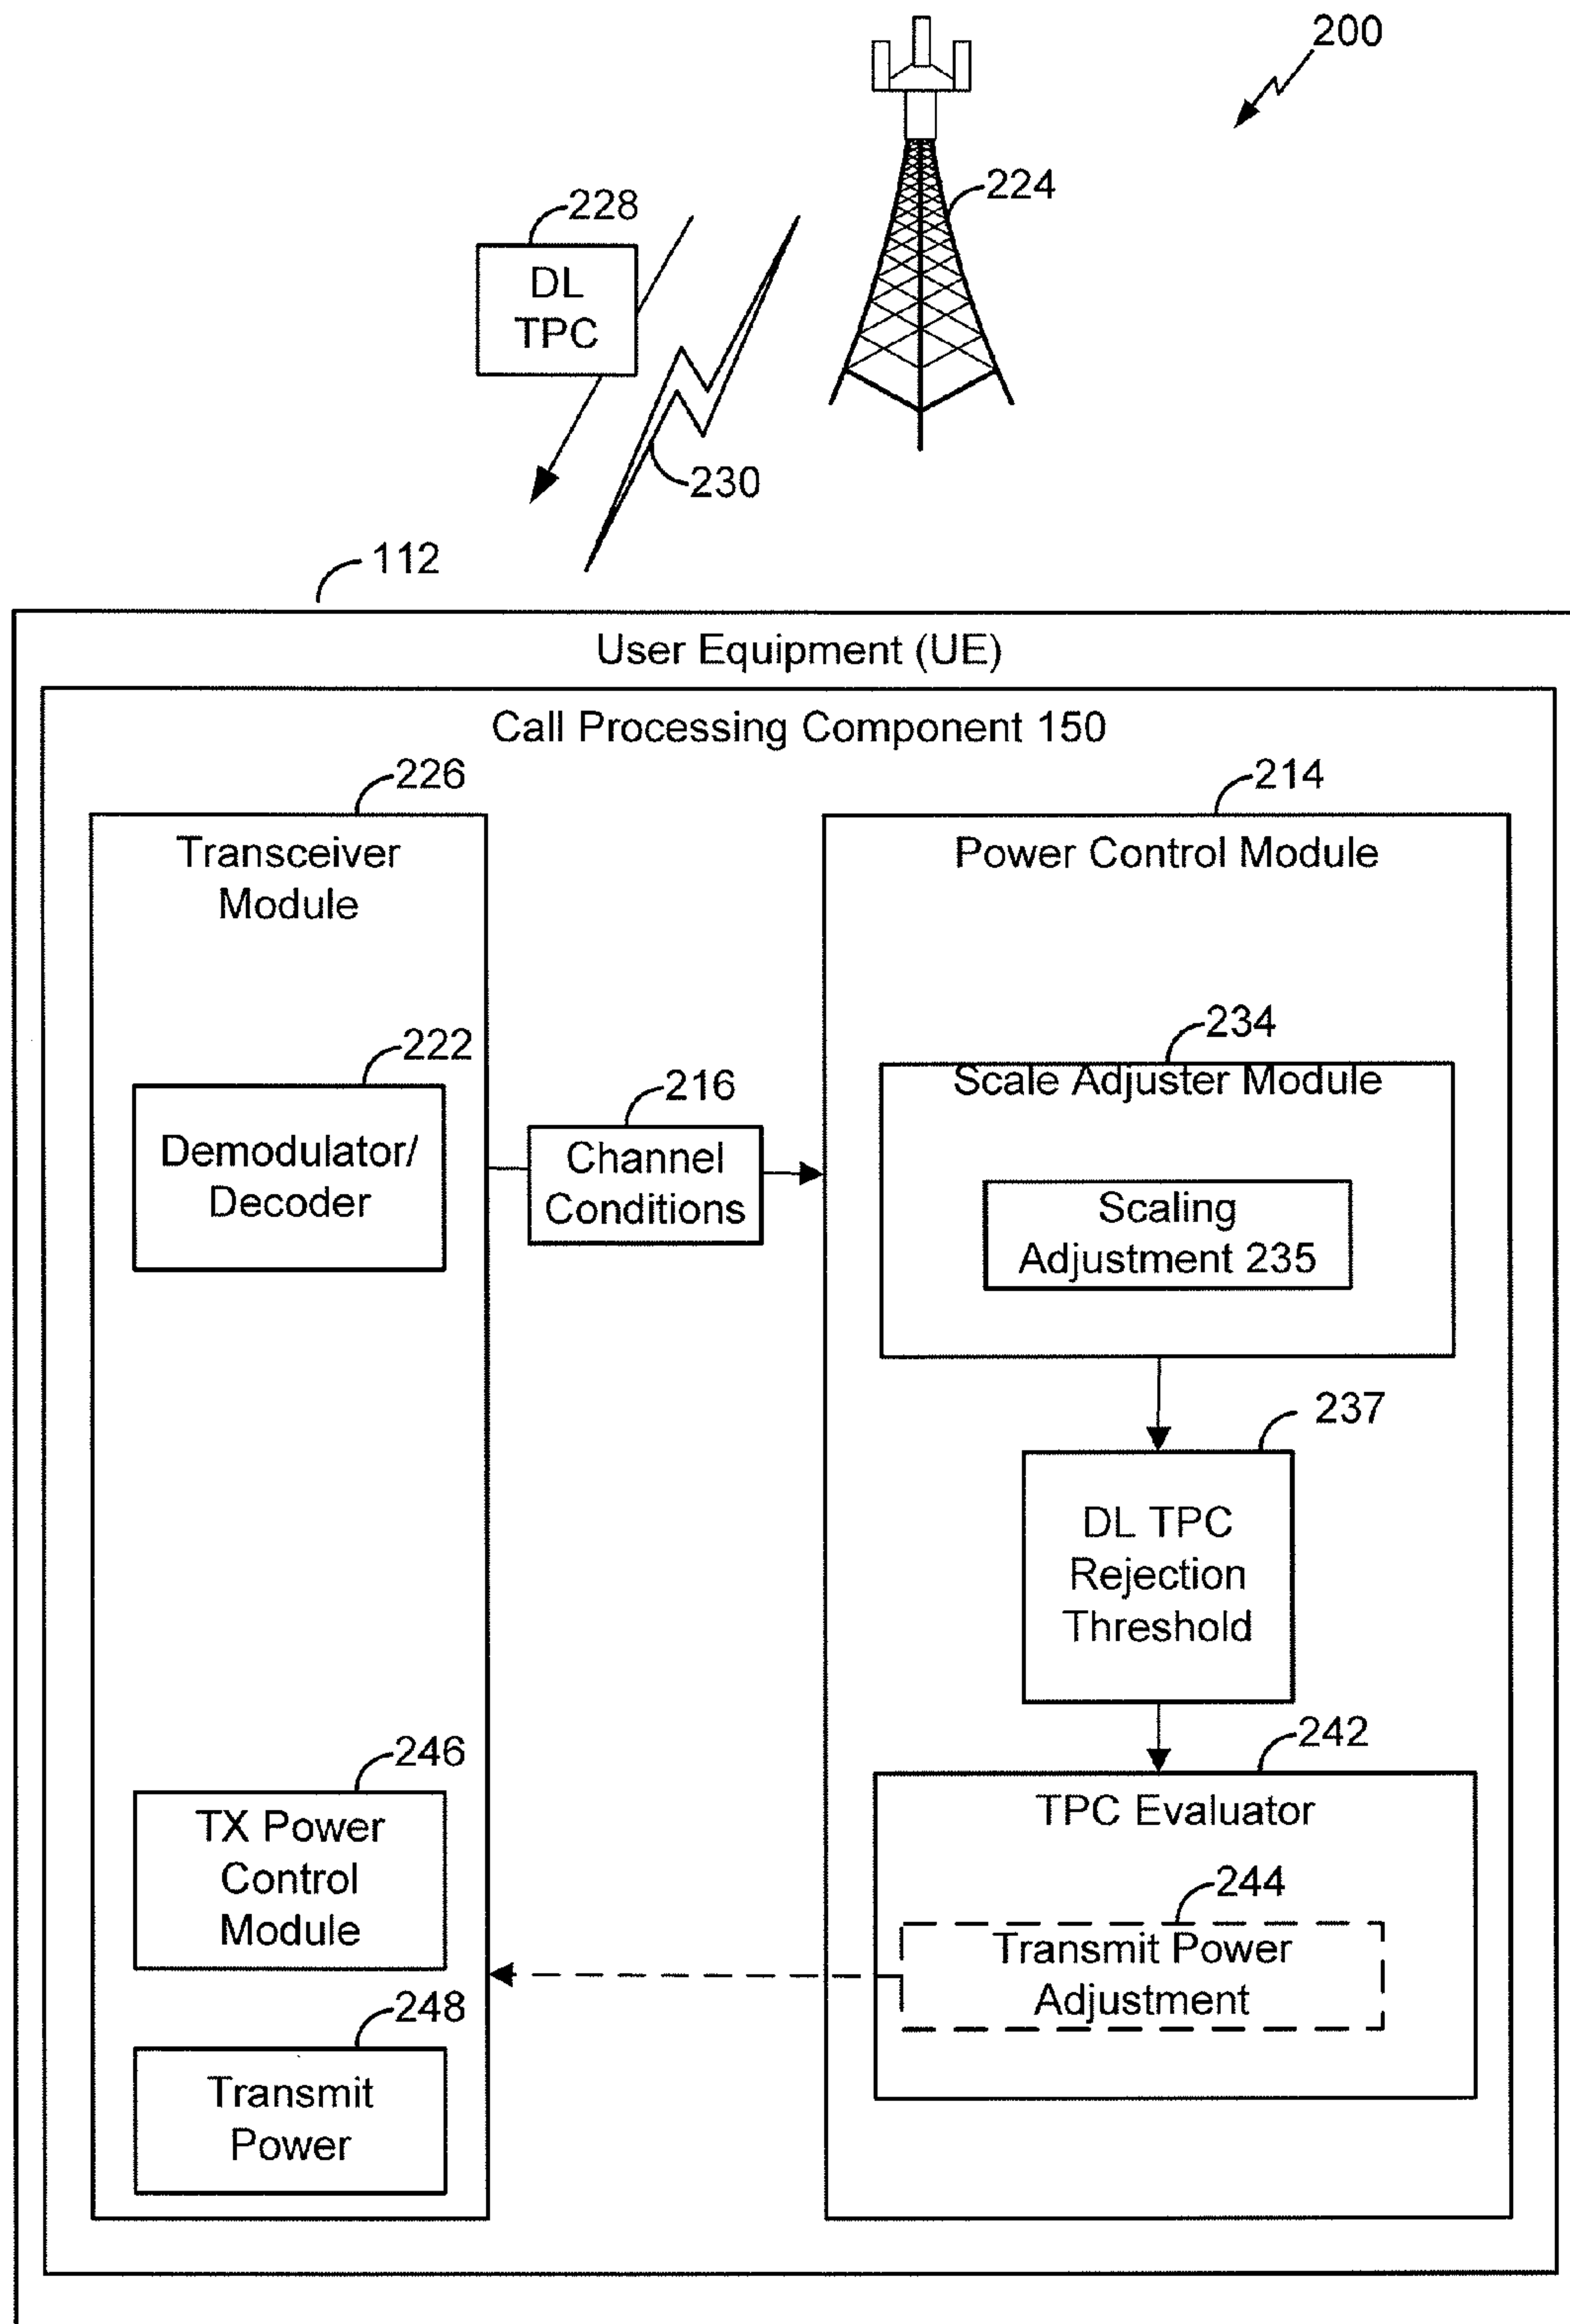 200
224
228
DL
TPC
230
112
User Equipment (UE)
Call Processing Component 150
226
214
Transceiver
Module
Power Control Module
222
234
Demodulator/
Decoder
216
Channel
Conditions
Scale Adjuster Module
Scaling
Adjustment 235
237
DL TPC
Rejection
Threshold
246
242
TX Power
Control
Module
TPC Evaluator
244
Transmit Power
Adjustment
248
Transmit
Power